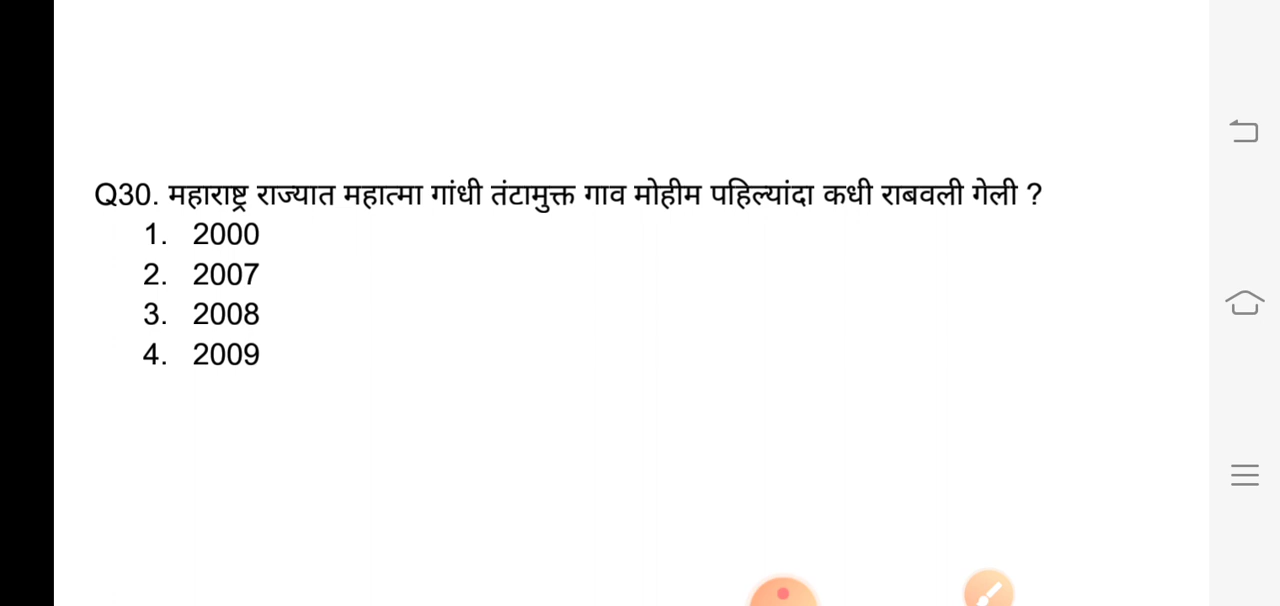 Q30. महाराष्ट्र राज्यात महात्मा गांधी तंटामुक्त गाव मोहीम पहिल्यांदा कधी राबवली गेली ?
1. 2000
2. 2007
3. 2008
4. 2009